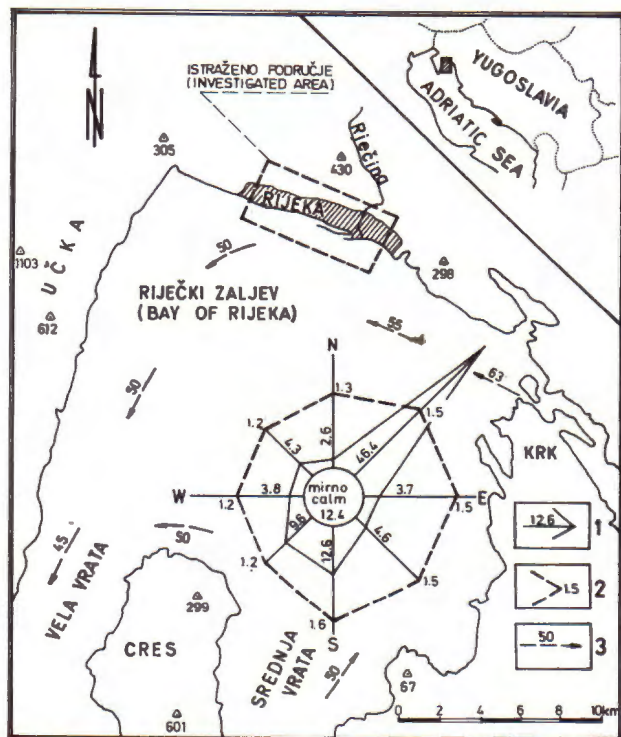 N
ISTRAŽENO PODRUČJE
(INVESTIGATED AREA)
YUGOSLAVIA
ADRIATIC SEA
305
430
Rječina
RIJEKA
1103
UČKA
50
298
612
RIJEČKI ZALJEV
(BAY OF RIJEKA)
55
63
N
50
1.3
1.2
1.5
2.6
4.3
46.4
KRK
W
3.8
mirno
calm
12.4
3.7
E
1.2
1.5
9.6
12.6
4.6
12.6
1
45
50
1.2
1.5
1.5
2
VELA VRATA
299
1.6
S
50
3
CRES
SREDNJA
VRATA
50
67
601
0 2 4 6 8 10km